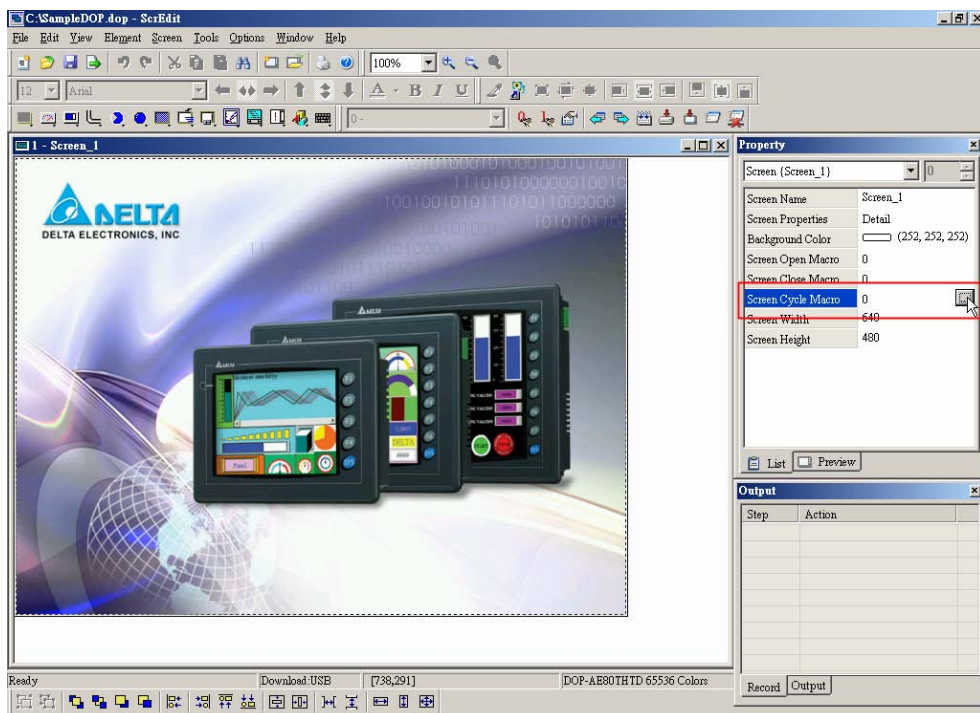 C:\SampleDOP.dop - ScrEdit
File Edit View Element Screen Tools Options Window Help
100%
12 Arial
A - B I U
0 -
1 - Screen_1
DELTA
DELTA ELECTRONICS, INC
Property
Screen {Screen_1} 0
Screen Name Screen_1
Screen Properties Detail
Background Color (252, 252, 252)
Screen Open Macro 0
Screen Close Macro 0
Screen Cycle Macro 0
Screen Width 640
Screen Height 480
List Preview
Output
Step Action
Record Output
Ready Download:USB [738,291] DOP-AE80THTD 65536 Colors